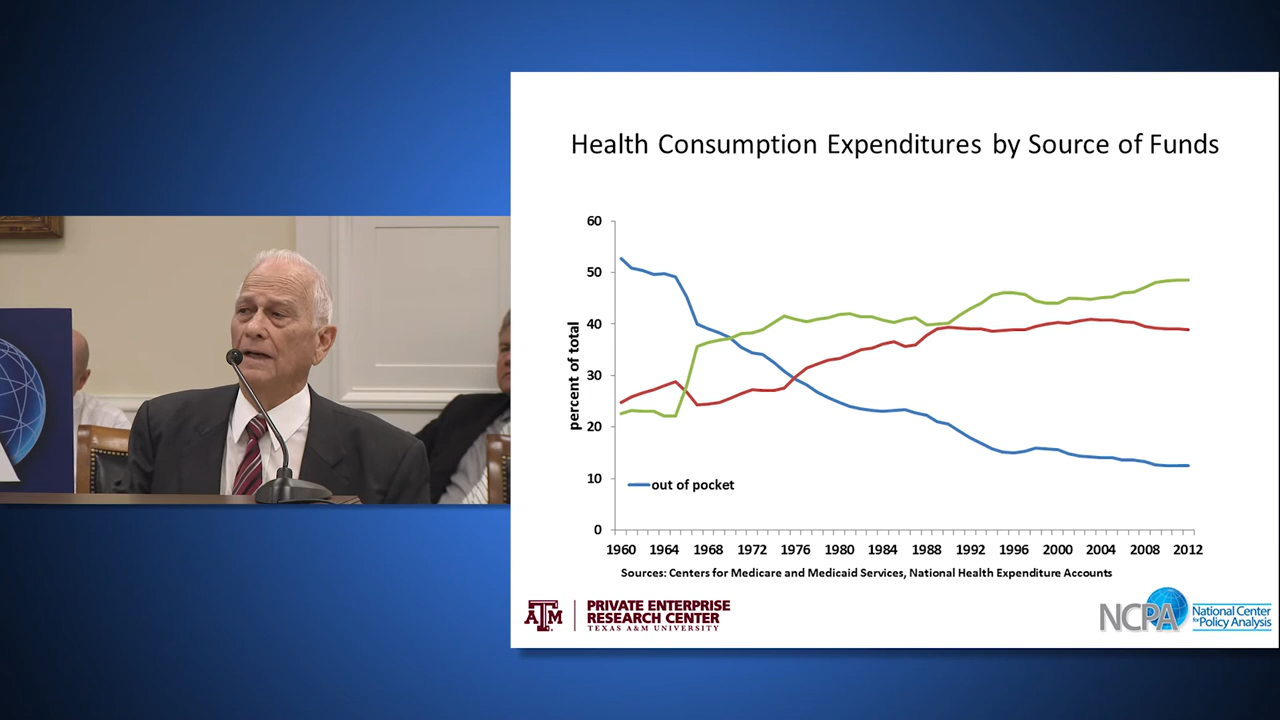 Health Consumption Expenditures by Source of Funds
60
50
40
30
20
10
0
percent of total
out of pocket
1960 1964 1968 1972 1976 1980 1984 1988 1992 1996 2000 2004 2008 2012
Sources: Centers for Medicare and Medicaid Services, National Health Expenditure Accounts
ATM
PRIVATE ENTERPRISE
RESEARCH CENTER
TEXAS A&M UNIVERSITY
NCPA
National Center
for Policy Analysis